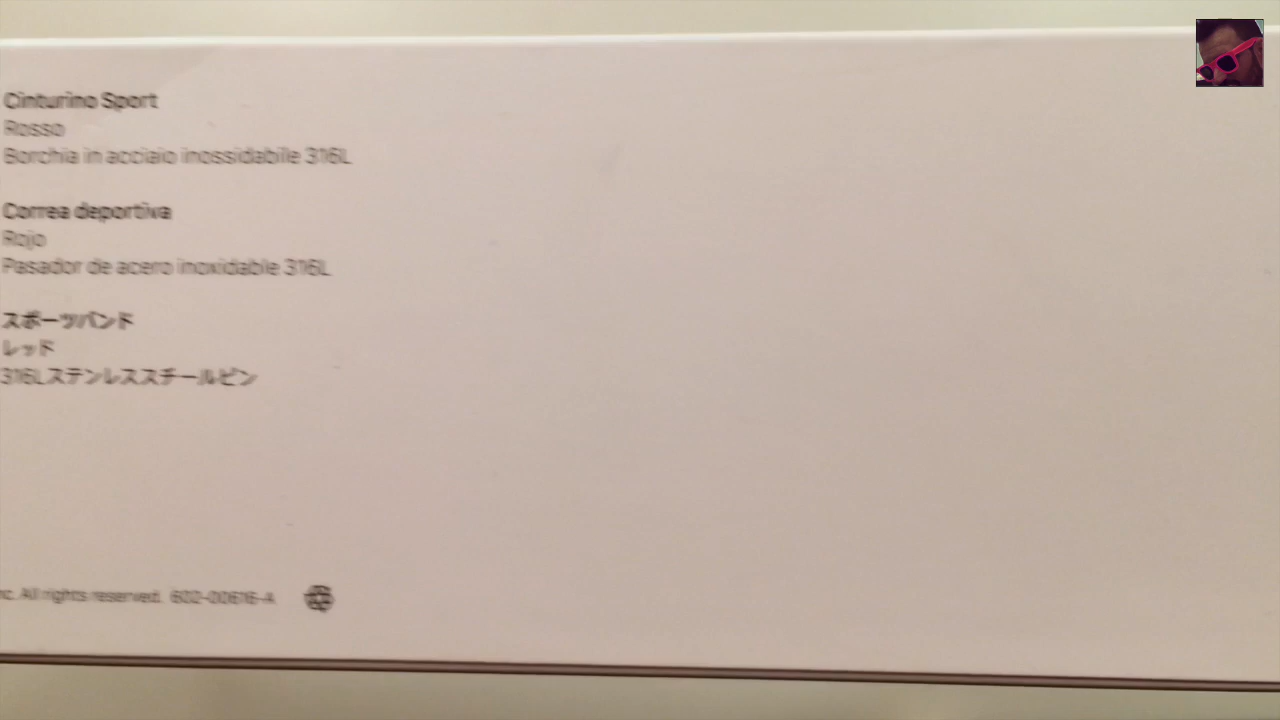 Cinturino Sport
Rosso
Borchia in acciaio inossidabile 316L
Correa deportiva
Rojo
Pasador de acero inoxidable 316L
スポーツバンド
レッド
316Lステンレススチールピン
nc. All rights reserved. 602-00616-A